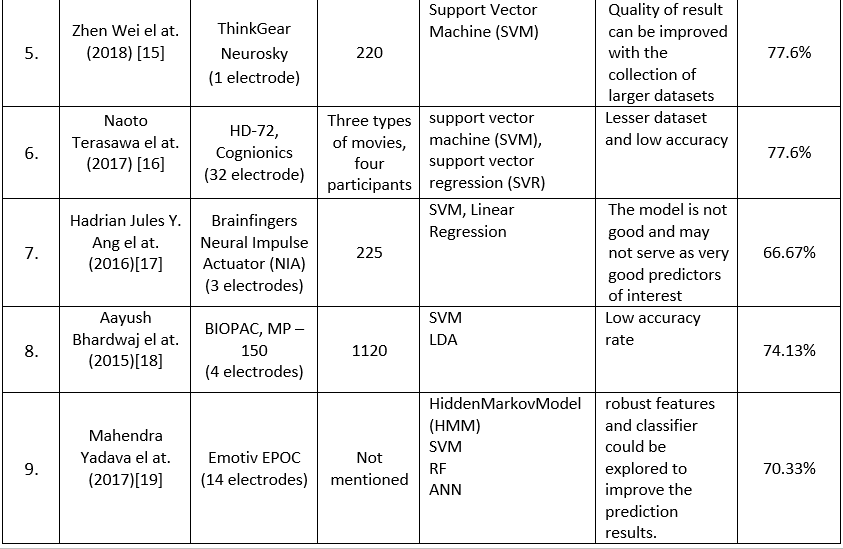 5.
Zhen Wei el at.
(2018) [15]
ThinkGear
Neurosky
(1 electrode)
220
Support Vector
Machine (SVM)
Quality of result
can be improved
with the
collection of
larger datasets
77.6%
6.
Naoto
Terasawa el at.
(2017) [16]
HD-72,
Cognionics
(32 electrode)
Three types
of movies,
four
participants
support vector
machine (SVM),
support vector
regression (SVR)
Lesser dataset
and low accuracy
77.6%
7.
Hadrian Jules Y.
Ang el at.
(2016)[17]
Brainfingers
Neural Impulse
Actuator (NIA)
(3 electrodes)
225
SVM, Linear
Regression
The model is not
good and may
not serve as very
good predictors
of interest
66.67%
8.
Aayush
Bhardwaj el at.
(2015)[18]
BIOPAC, MP –
150
(4 electrodes)
1120
SVM
LDA
Low accuracy
rate
74.13%
9.
Mahendra
Yadava el at.
(2017)[19]
Emotiv EPOC
(14 electrodes)
Not
mentioned
HiddenMarkovModel
(HMM)
SVM
RF
ANN
robust features
and classifier
could be
explored to
improve the
prediction
results.
70.33%